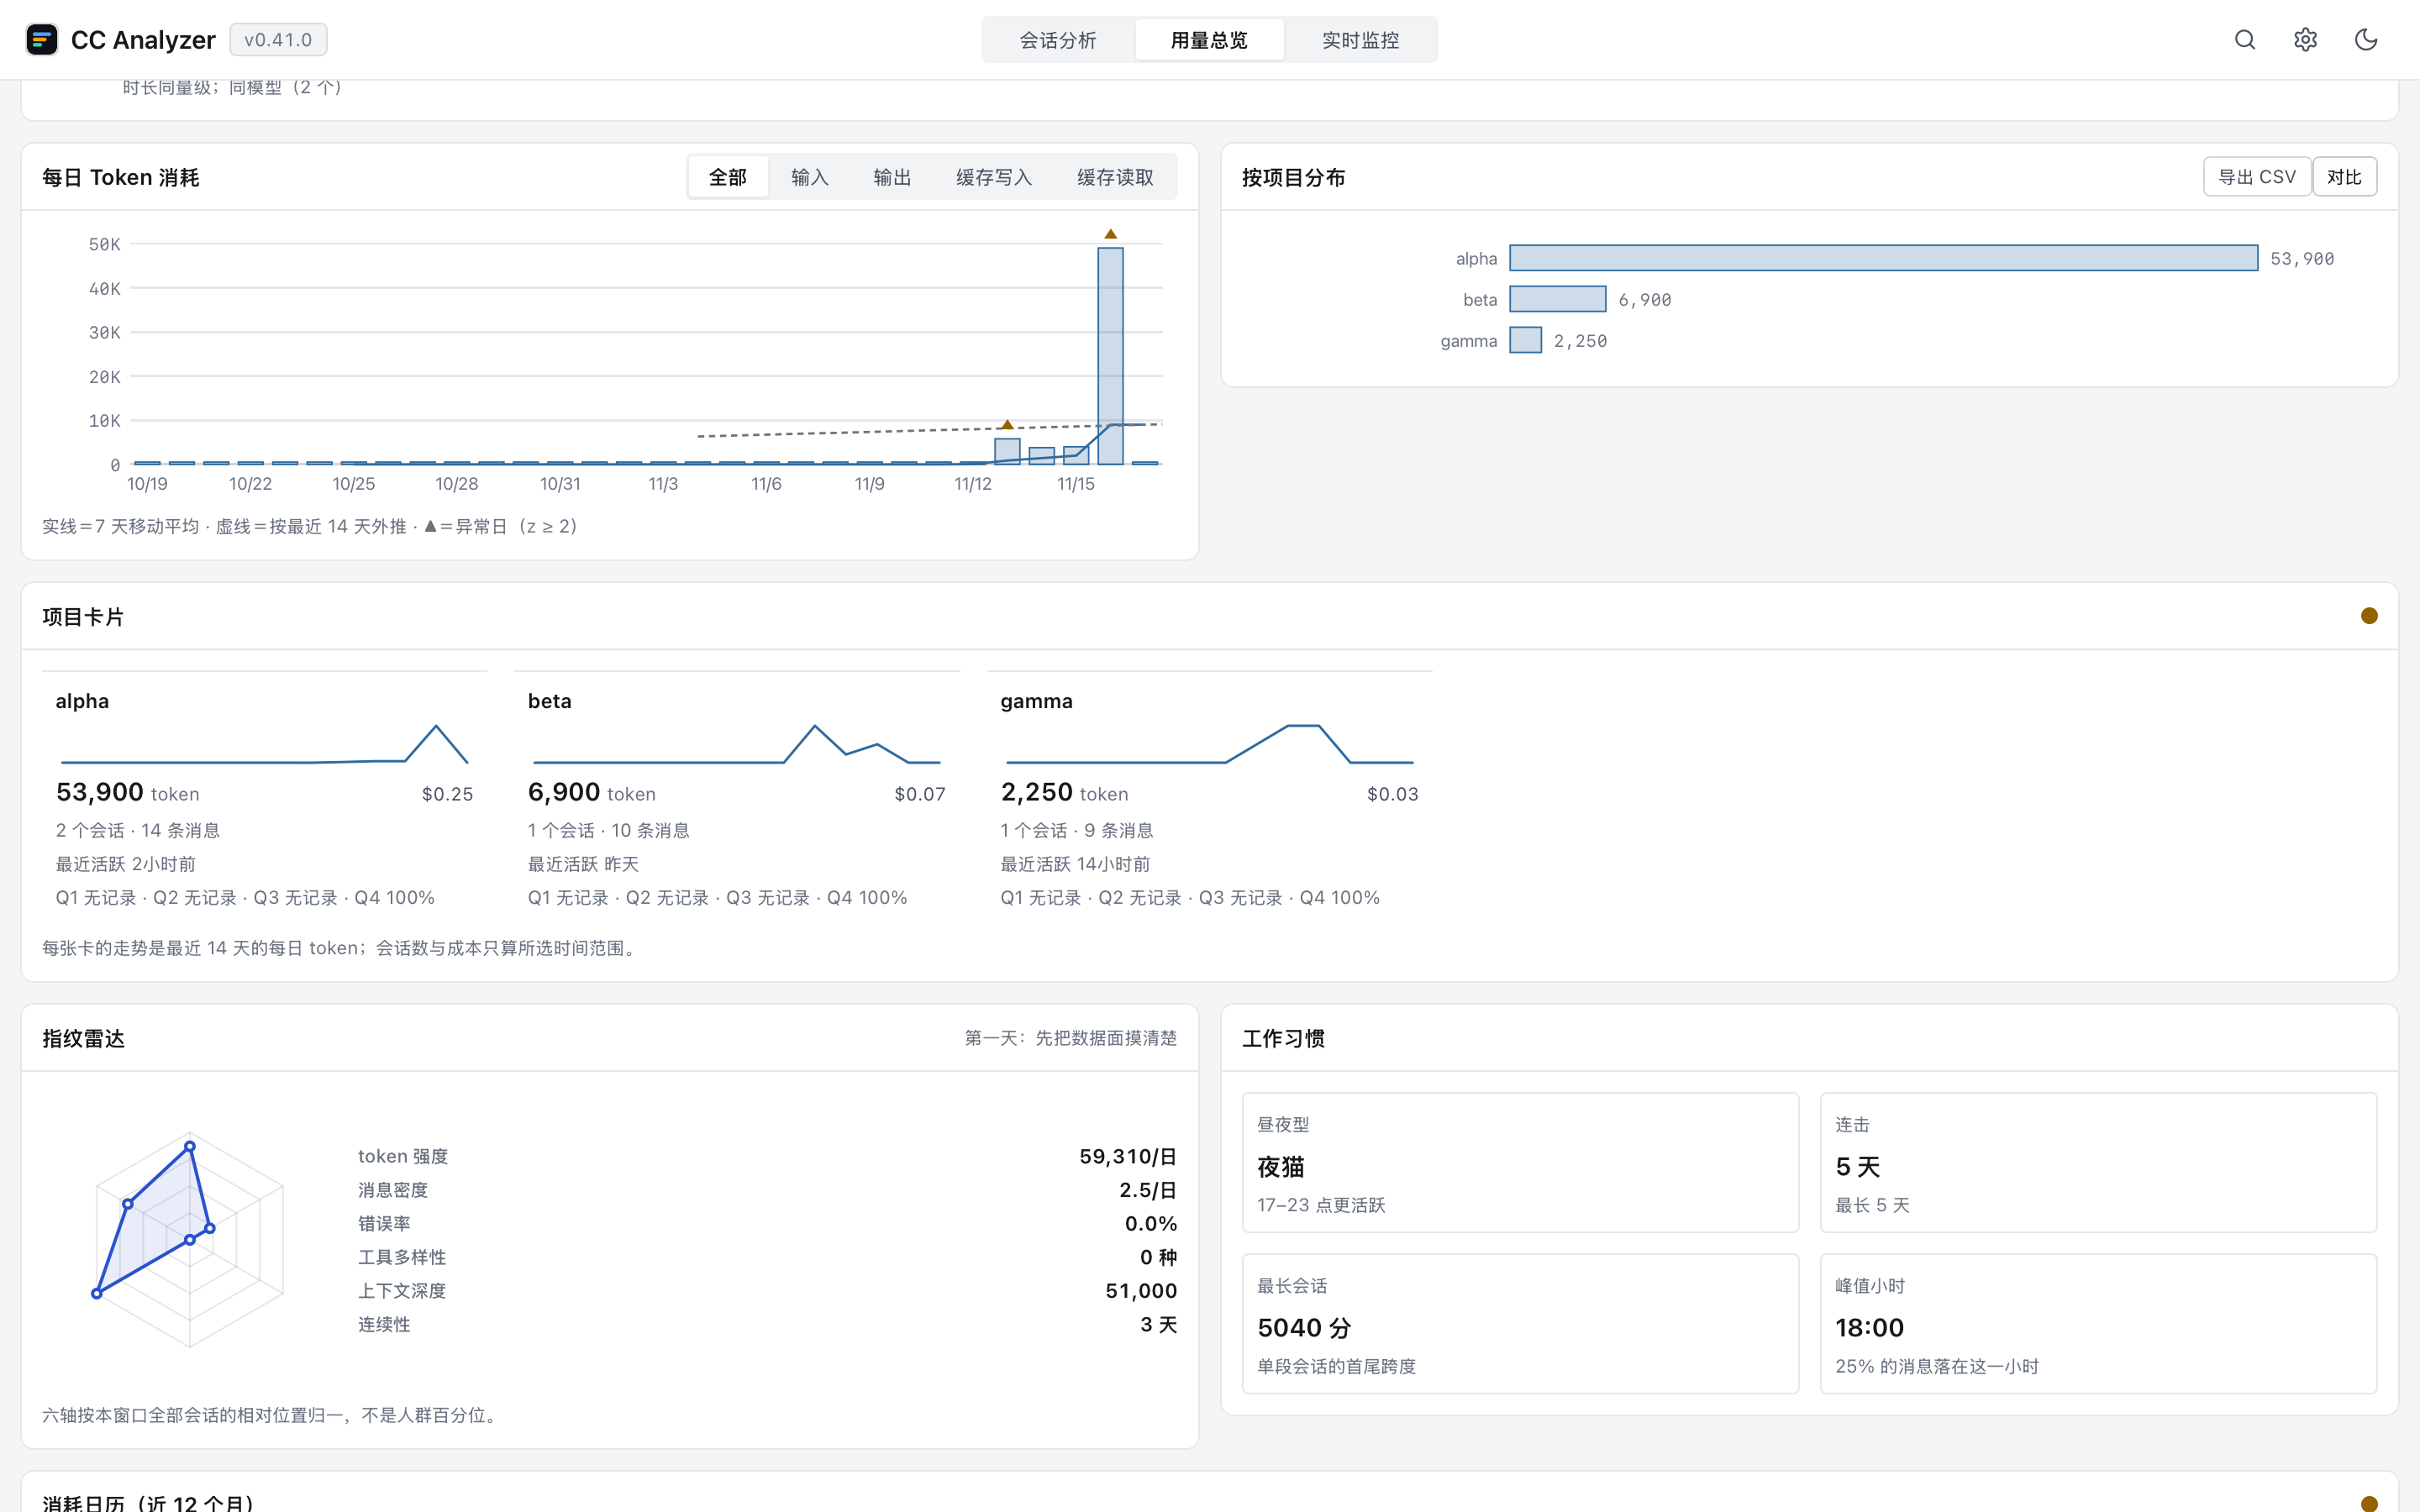 CC Analyzer v0.41.0
会话分析 用量总览 实时监控
时长同量级；同模型（2 个）
每日 Token 消耗
全部 输入 输出 缓存写入 缓存读取
50K
40K
30K
20K
10K
0
10/19 10/22 10/25 10/28 10/31 11/3 11/6 11/9 11/12 11/15
实线＝7 天移动平均 · 虚线＝按最近 14 天外推 · ▲＝异常日（z ≥ 2）
按项目分布
导出 CSV 对比
alpha 53,900
beta 6,900
gamma 2,250
项目卡片
alpha
53,900 token $0.25
2 个会话 · 14 条消息
最近活跃 2小时前
Q1 无记录 · Q2 无记录 · Q3 无记录 · Q4 100%
beta
6,900 token $0.07
1 个会话 · 10 条消息
最近活跃 昨天
Q1 无记录 · Q2 无记录 · Q3 无记录 · Q4 100%
gamma
2,250 token $0.03
1 个会话 · 9 条消息
最近活跃 14小时前
Q1 无记录 · Q2 无记录 · Q3 无记录 · Q4 100%
每张卡的走势是最近 14 天的每日 token；会话数与成本只算所选时间范围。
指纹雷达 第一天：先把数据面摸清楚
token 强度 59,310/日
消息密度 2.5/日
错误率 0.0%
工具多样性 0 种
上下文深度 51,000
连续性 3 天
六轴按本窗口全部会话的相对位置归一，不是人群百分位。
工作习惯
昼夜型
夜猫
17–23 点更活跃
连击
5 天
最长 5 天
最长会话
5040 分
单段会话的首尾跨度
峰值小时
18:00
25% 的消息落在这一小时
消耗日历（近 12 个月）